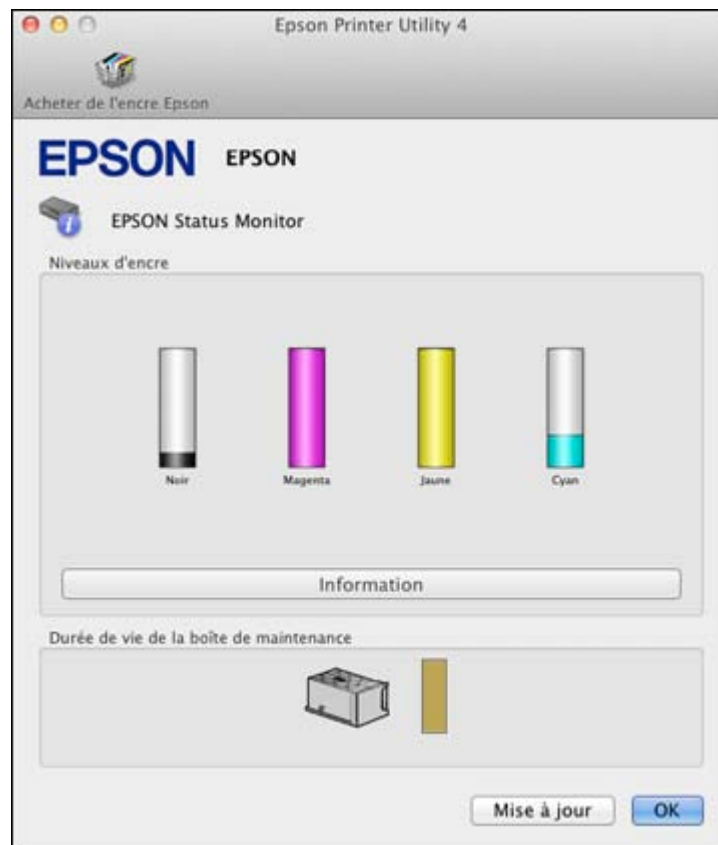 Epson Printer Utility 4
Acheter de l'encre Epson
EPSON EPSON
EPSON Status Monitor
Niveaux d'encre
Noir Magenta Jaune Cyan
Information
Durée de vie de la boîte de maintenance
Mise à jour OK